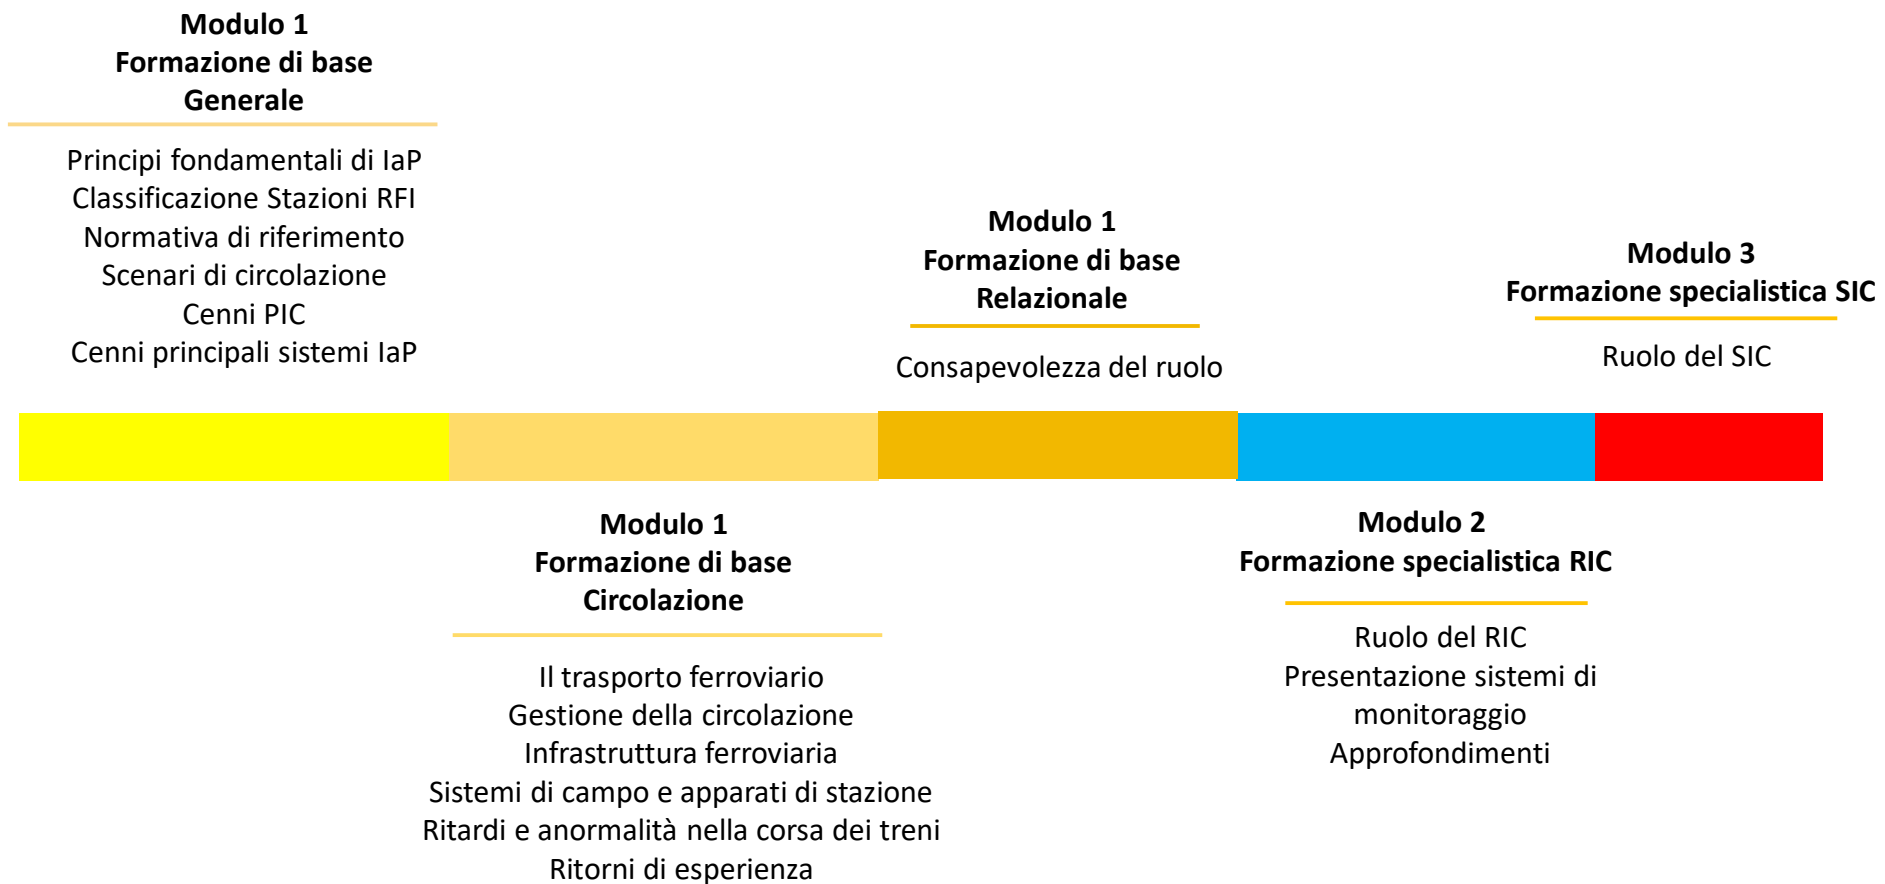 Modulo 1
Formazione di base
Generale
Principi fondamentali di IaP
Classificazione Stazioni RFI
Normativa di riferimento
Scenari di circolazione
Cenni PIC
Cenni principali sistemi IaP
Modulo 1
Formazione di base
Circolazione
Il trasporto ferroviario
Gestione della circolazione
Infrastruttura ferroviaria
Sistemi di campo e apparati di stazione
Ritardi e anormalità nella corsa dei treni
Ritorni di esperienza
Modulo 1
Formazione di base
Relazionale
Consapevolezza del ruolo
Modulo 2
Formazione specialistica RIC
Ruolo del RIC
Presentazione sistemi di
monitoraggio
Approfondimenti
Modulo 3
Formazione specialistica SIC
Ruolo del SIC